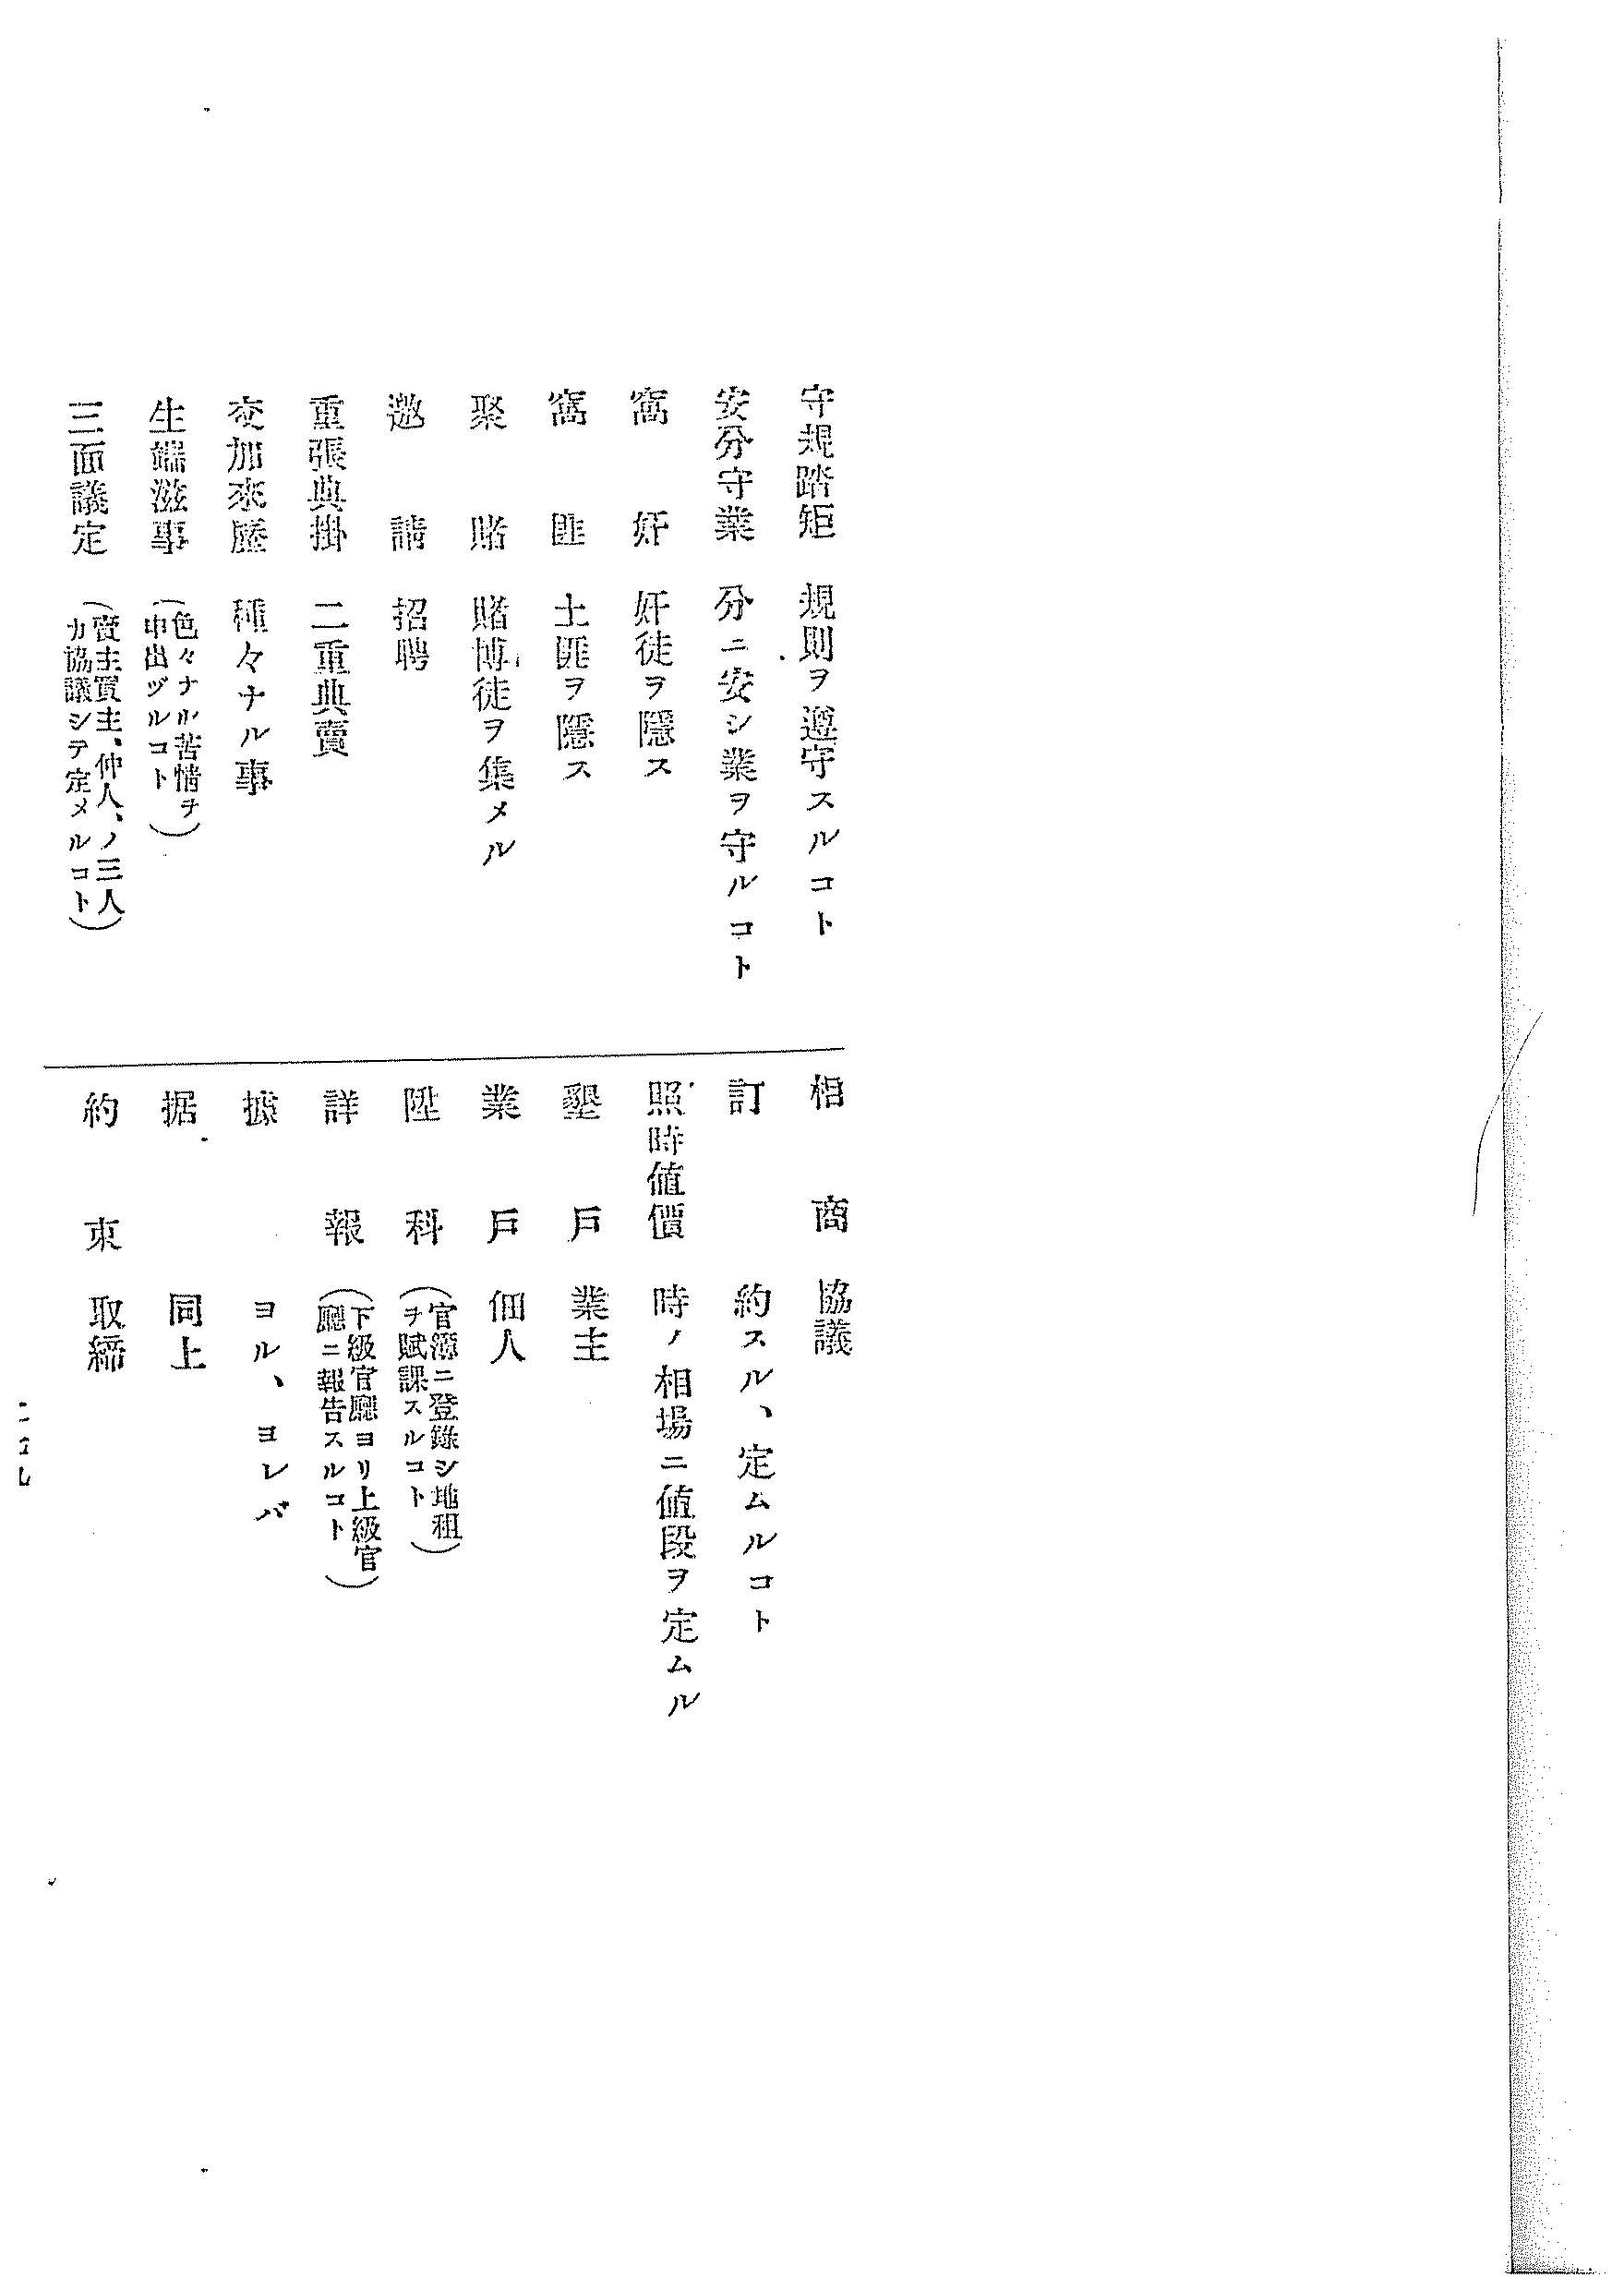 守規踏矩 規則ヲ遵守スルコト
安分守業 分ニ安シ業ヲ守ルコト
窩奸 奸徒ヲ隱ス
窩匪 土匪ヲ隱ス
聚賭 賭博徒ヲ集メル
邀請 招聘
重張典掛 二重典賣
交加來歷 種々ナル事
生端滋事 (色々ナル苦情ヲ
申出ヅルコト)
三面議定 (賣主買主、仲人、ノ三人
カ協議シテ定メルコト)
相商 協議
訂 約スル、定ムルコト
照時值價 時ノ相場ニ値段ヲ定ムル
墾戶 業主
業戶 佃人
陞科 (官簿ニ登錄シ地租
ヲ賦課スルコト)
詳報 (下級官廳ヨリ上級官
廳ニ報告スルコト)
據 ヨル、ヨレバ
据 同上
約束 取締